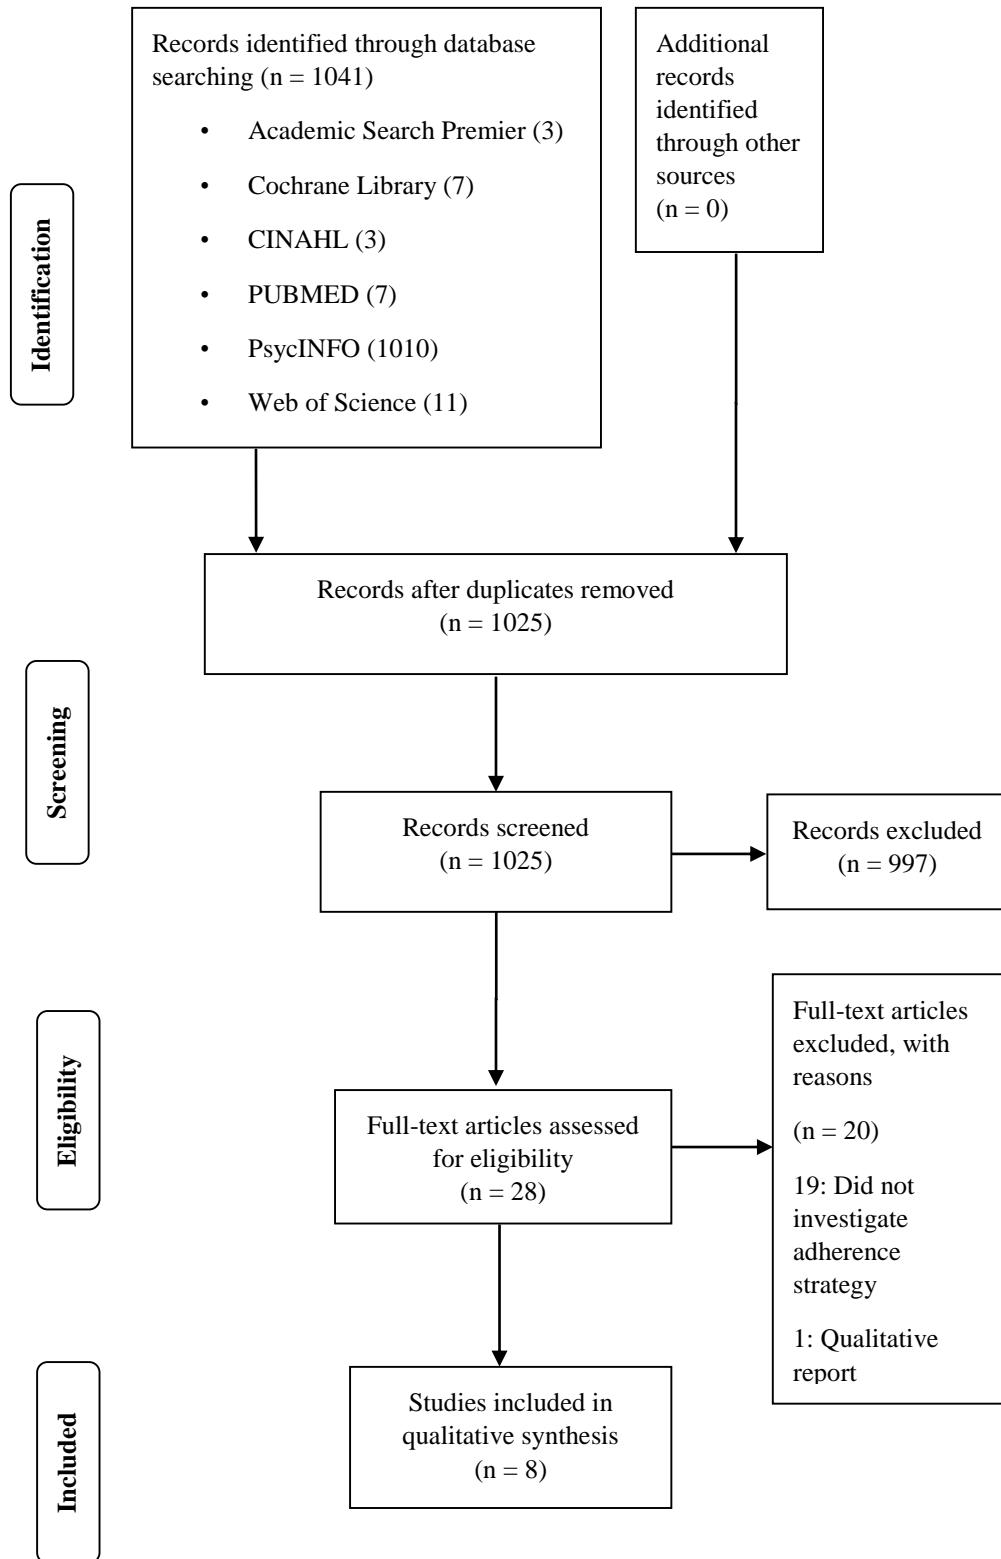 Records identified through database
searching (n = 1041)
• Academic Search Premier (3)
• Cochrane Library (7)
• CINAHL (3)
• PUBMED (7)
• PsycINFO (1010)
• Web of Science (11)
Additional
records
identified
through other
sources
(n = 0)
Identification
Records after duplicates removed
(n = 1025)
Screening
Records screened
(n = 1025)
Records excluded
(n = 997)
Eligibility
Full-text articles assessed
for eligibility
(n = 28)
Full-text articles
excluded, with
reasons
(n = 20)
19: Did not
investigate
adherence
strategy
1: Qualitative
report
Included
Studies included in
qualitative synthesis
(n = 8)